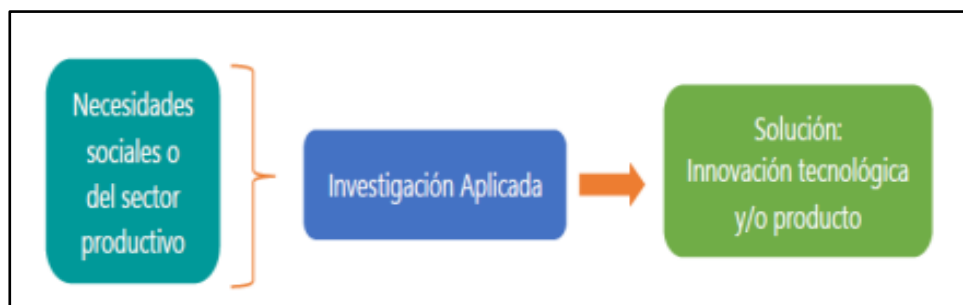 Necesidades
sociales o
del sector
productivo
Investigación Aplicada
Solución:
Innovación tecnológica
y/o producto